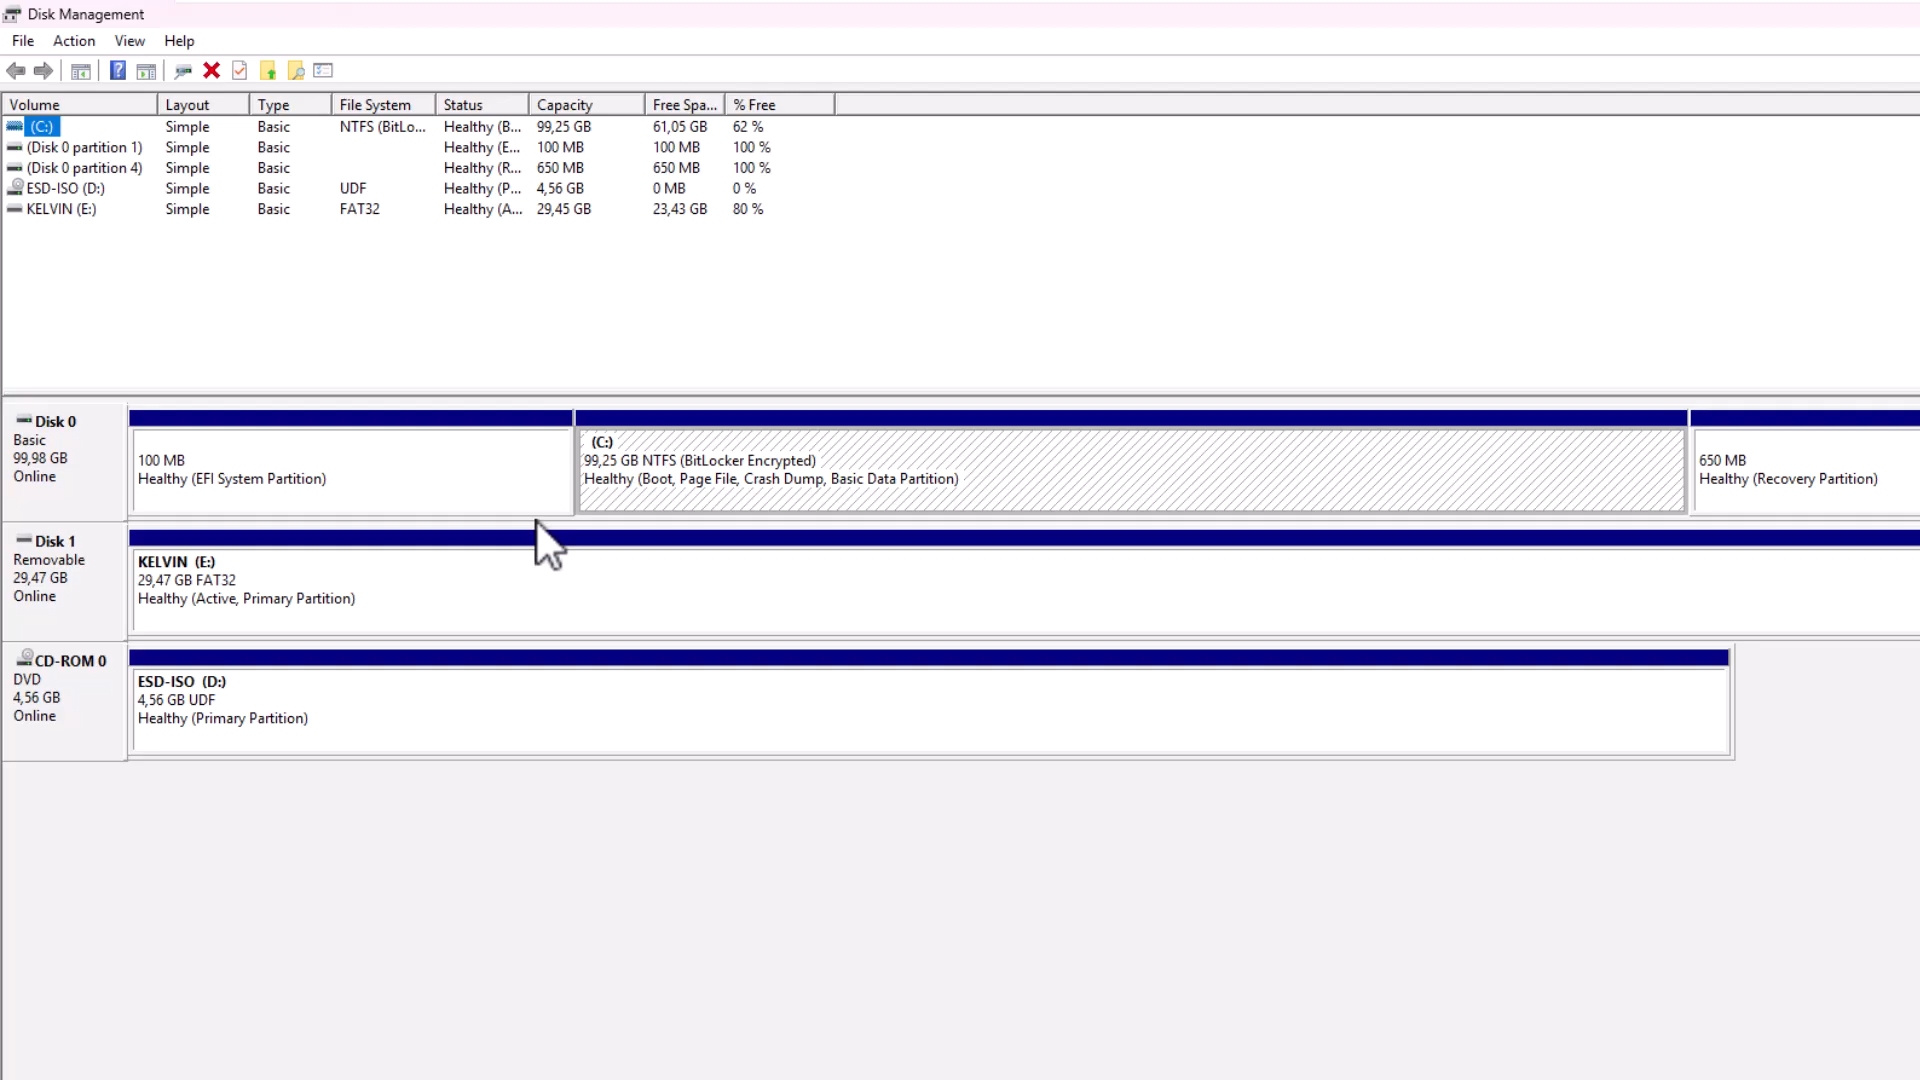 Disk Management
File Action View Help
Volume Layout Type File System Status Capacity Free Spa... % Free
(C:) Simple Basic NTFS (BitLo... Healthy (B... 99,25 GB 61,05 GB 62 %
(Disk 0 partition 1) Simple Basic Healthy (E... 100 MB 100 MB 100 %
(Disk 0 partition 4) Simple Basic Healthy (R... 650 MB 650 MB 100 %
ESD-ISO (D:) Simple Basic UDF Healthy (P... 4,56 GB 0 MB 0 %
KELVIN (E:) Simple Basic FAT32 Healthy (A... 29,45 GB 23,43 GB 80 %
Disk 0
Basic
99,98 GB
Online
100 MB
Healthy (EFI System Partition)
(C:)
99,25 GB NTFS (BitLocker Encrypted)
Healthy (Boot, Page File, Crash Dump, Basic Data Partition)
650 MB
Healthy (Recovery Partition)
Disk 1
Removable
29,47 GB
Online
KELVIN (E:)
29,47 GB FAT32
Healthy (Active, Primary Partition)
CD-ROM 0
DVD
4,56 GB
Online
ESD-ISO (D:)
4,56 GB UDF
Healthy (Primary Partition)